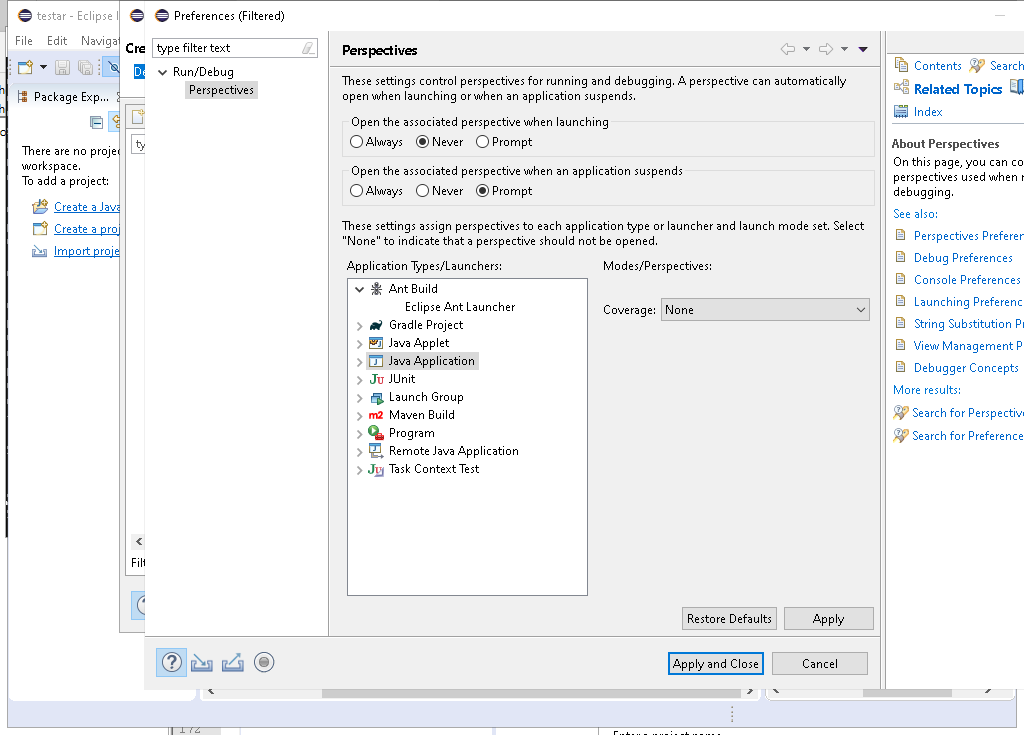 testar - Eclipse I
Preferences (Filtered)
File Edit Navigat
Cre
type filter text
Perspectives
De
Run/Debug
Perspectives
Package Exp...
These settings control perspectives for running and debugging. A perspective can automatically
open when launching or when an application suspends.
Open the associated perspective when launching
Always Never Prompt
ty
There are no projec
workspace.
To add a project:
Open the associated perspective when an application suspends
Always Never Prompt
Create a Java
Create a proj
Import proje
These settings assign perspectives to each application type or launcher and launch mode set. Select
"None" to indicate that a perspective should not be opened.
Application Types/Launchers:
Modes/Perspectives:
Ant Build
Eclipse Ant Launcher
Coverage: None
Gradle Project
Java Applet
Java Application
JUnit
Launch Group
m2 Maven Build
Program
Remote Java Application
Task Context Test
Filt
Restore Defaults Apply
Apply and Close Cancel
Contents Search
Related Topics
Index
About Perspectives
On this page, you can co
perspectives used when r
debugging.
See also:
Perspectives Preferen
Debug Preferences
Console Preferences
Launching Preferenc
String Substitution Pr
View Management P
Debugger Concepts
More results:
Search for Perspective
Search for Preference
172